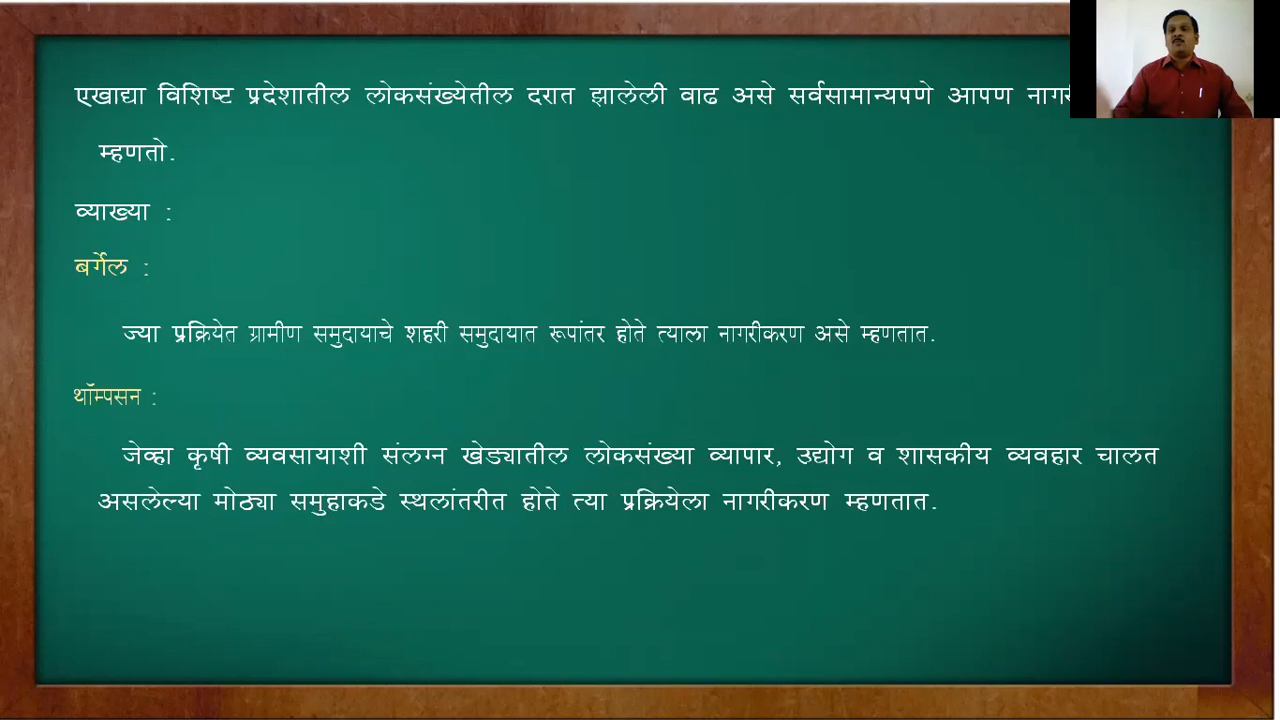 एखाद्या विशिष्ट प्रदेशातील लोकसंख्येतील दरात झालेली वाढ असे सर्वसामान्यपणे आपण
म्हणतो.
व्याख्या :
बर्गेल :
ज्या प्रक्रियेत ग्रामीण समुदायाचे शहरी समुदायात रूपांतर होते त्याला नागरीकरण असे म्हणतात.
थॉम्पसन :
जेव्हा कृषी व्यवसायाशी संलग्न खेड्यातील लोकसंख्या व्यापार, उद्योग व शासकीय व्यवहार चालत
असलेल्या मोठ्या समुहाकडे स्थलांतरीत होते त्या प्रक्रियेला नागरीकरण म्हणतात.